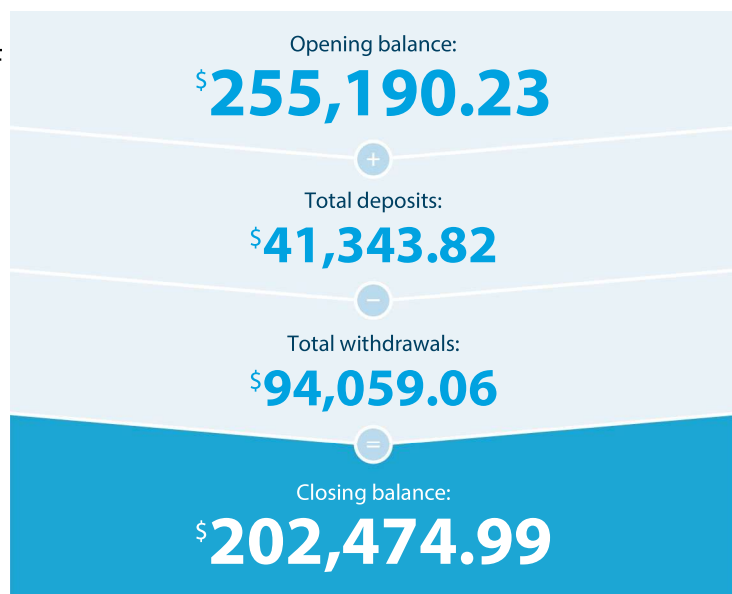 Opening balance:
$255,190.23
+
Total deposits:
$41,343.82
−
Total withdrawals:
$94,059.06
=
Closing balance:
$202,474.99